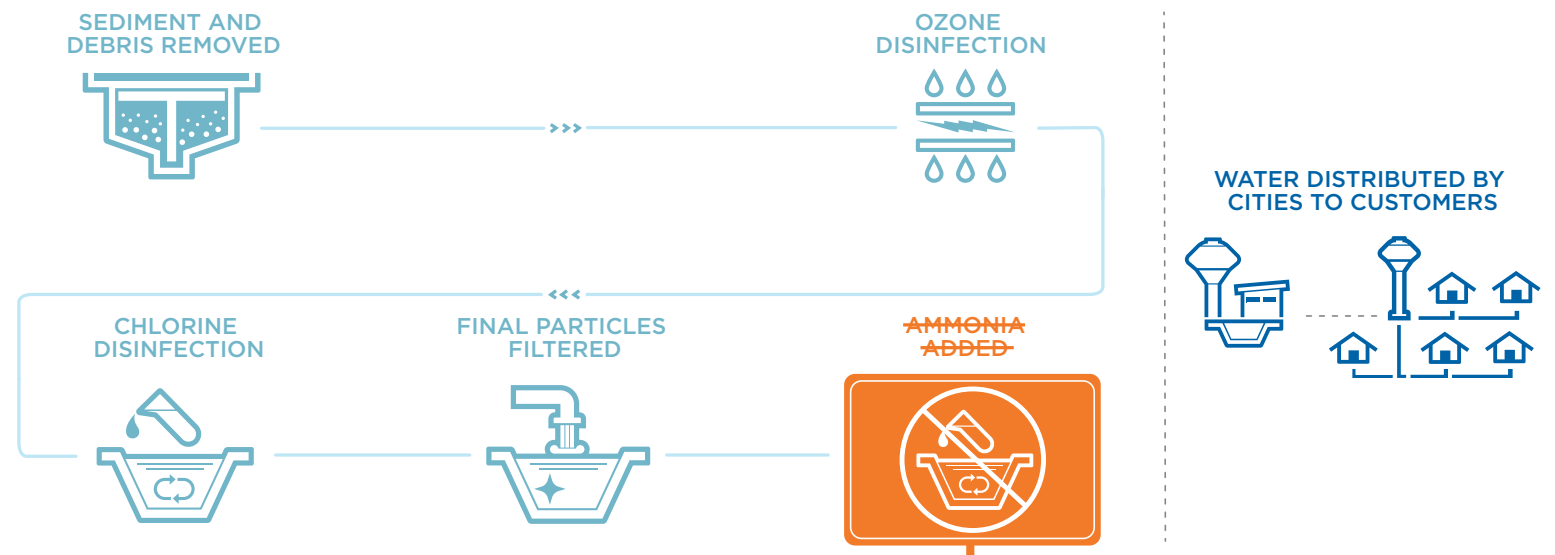 SEDIMENT AND
DEBRIS REMOVED
OZONE
DISINFECTION
CHLORINE
DISINFECTION
FINAL PARTICLES
FILTERED
AMMONIA
ADDED
WATER DISTRIBUTED BY
CITIES TO CUSTOMERS